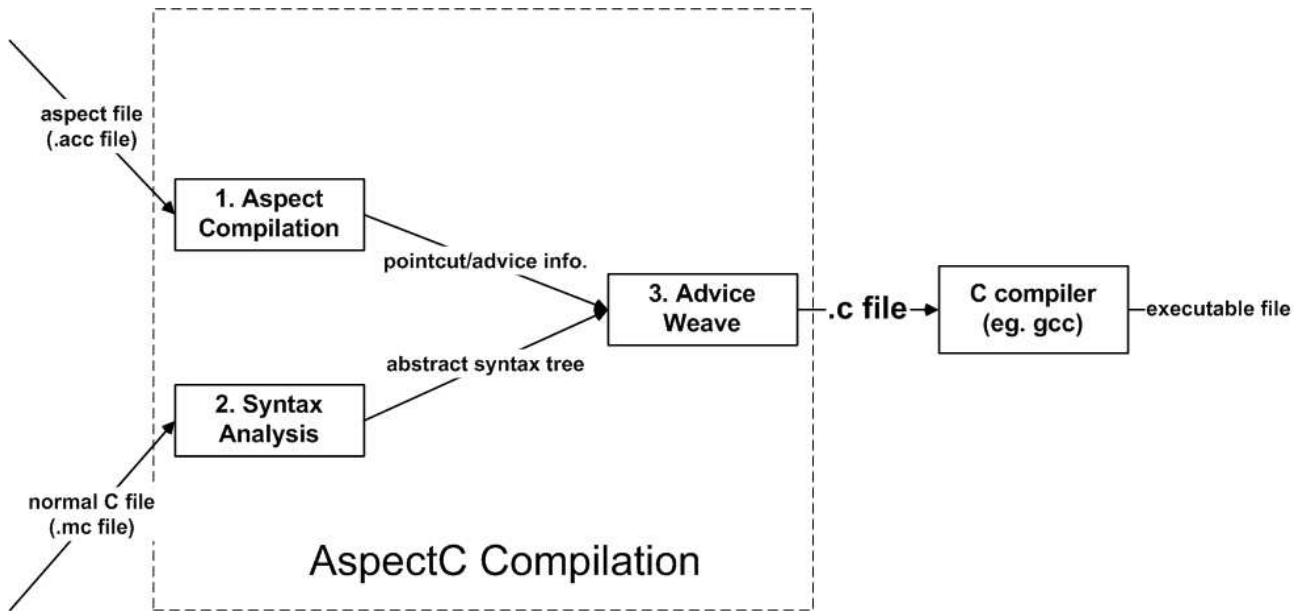 aspect file
(.acc file)
1. Aspect
Compilation
pointcut/advice info.
3. Advice
Weave
.c file
C compiler
(eg. gcc)
executable file
abstract syntax tree
2. Syntax
Analysis
normal C file
(.mc file)
AspectC Compilation